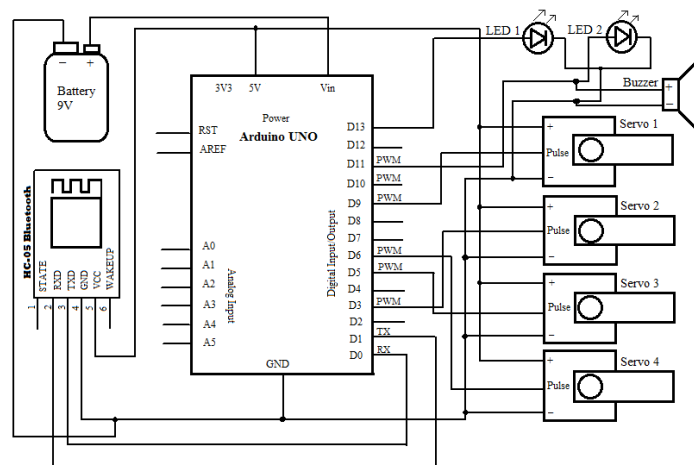 − +
Battery
9V
HC-05 Bluetooth
STATE
RXD
TXD
GND
VCC
WAKEUP
1
2
3
4
5
6
3V3
5V
Vin
Power
Arduino UNO
RST
AREF
A0
A1
A2
A3
A4
A5
Analog Input
Digital Input/Output
GND
D13
D12
D11 PWM
D10 PWM
D9 PWM
D8
D7
D6 PWM
D5 PWM
D4
D3 PWM
D2
D1 TX
D0 RX
LED 1
LED 2
Buzzer
+
−
Servo 1
+
Pulse
−
Servo 2
+
Pulse
−
Servo 3
+
Pulse
−
Servo 4
+
Pulse
−